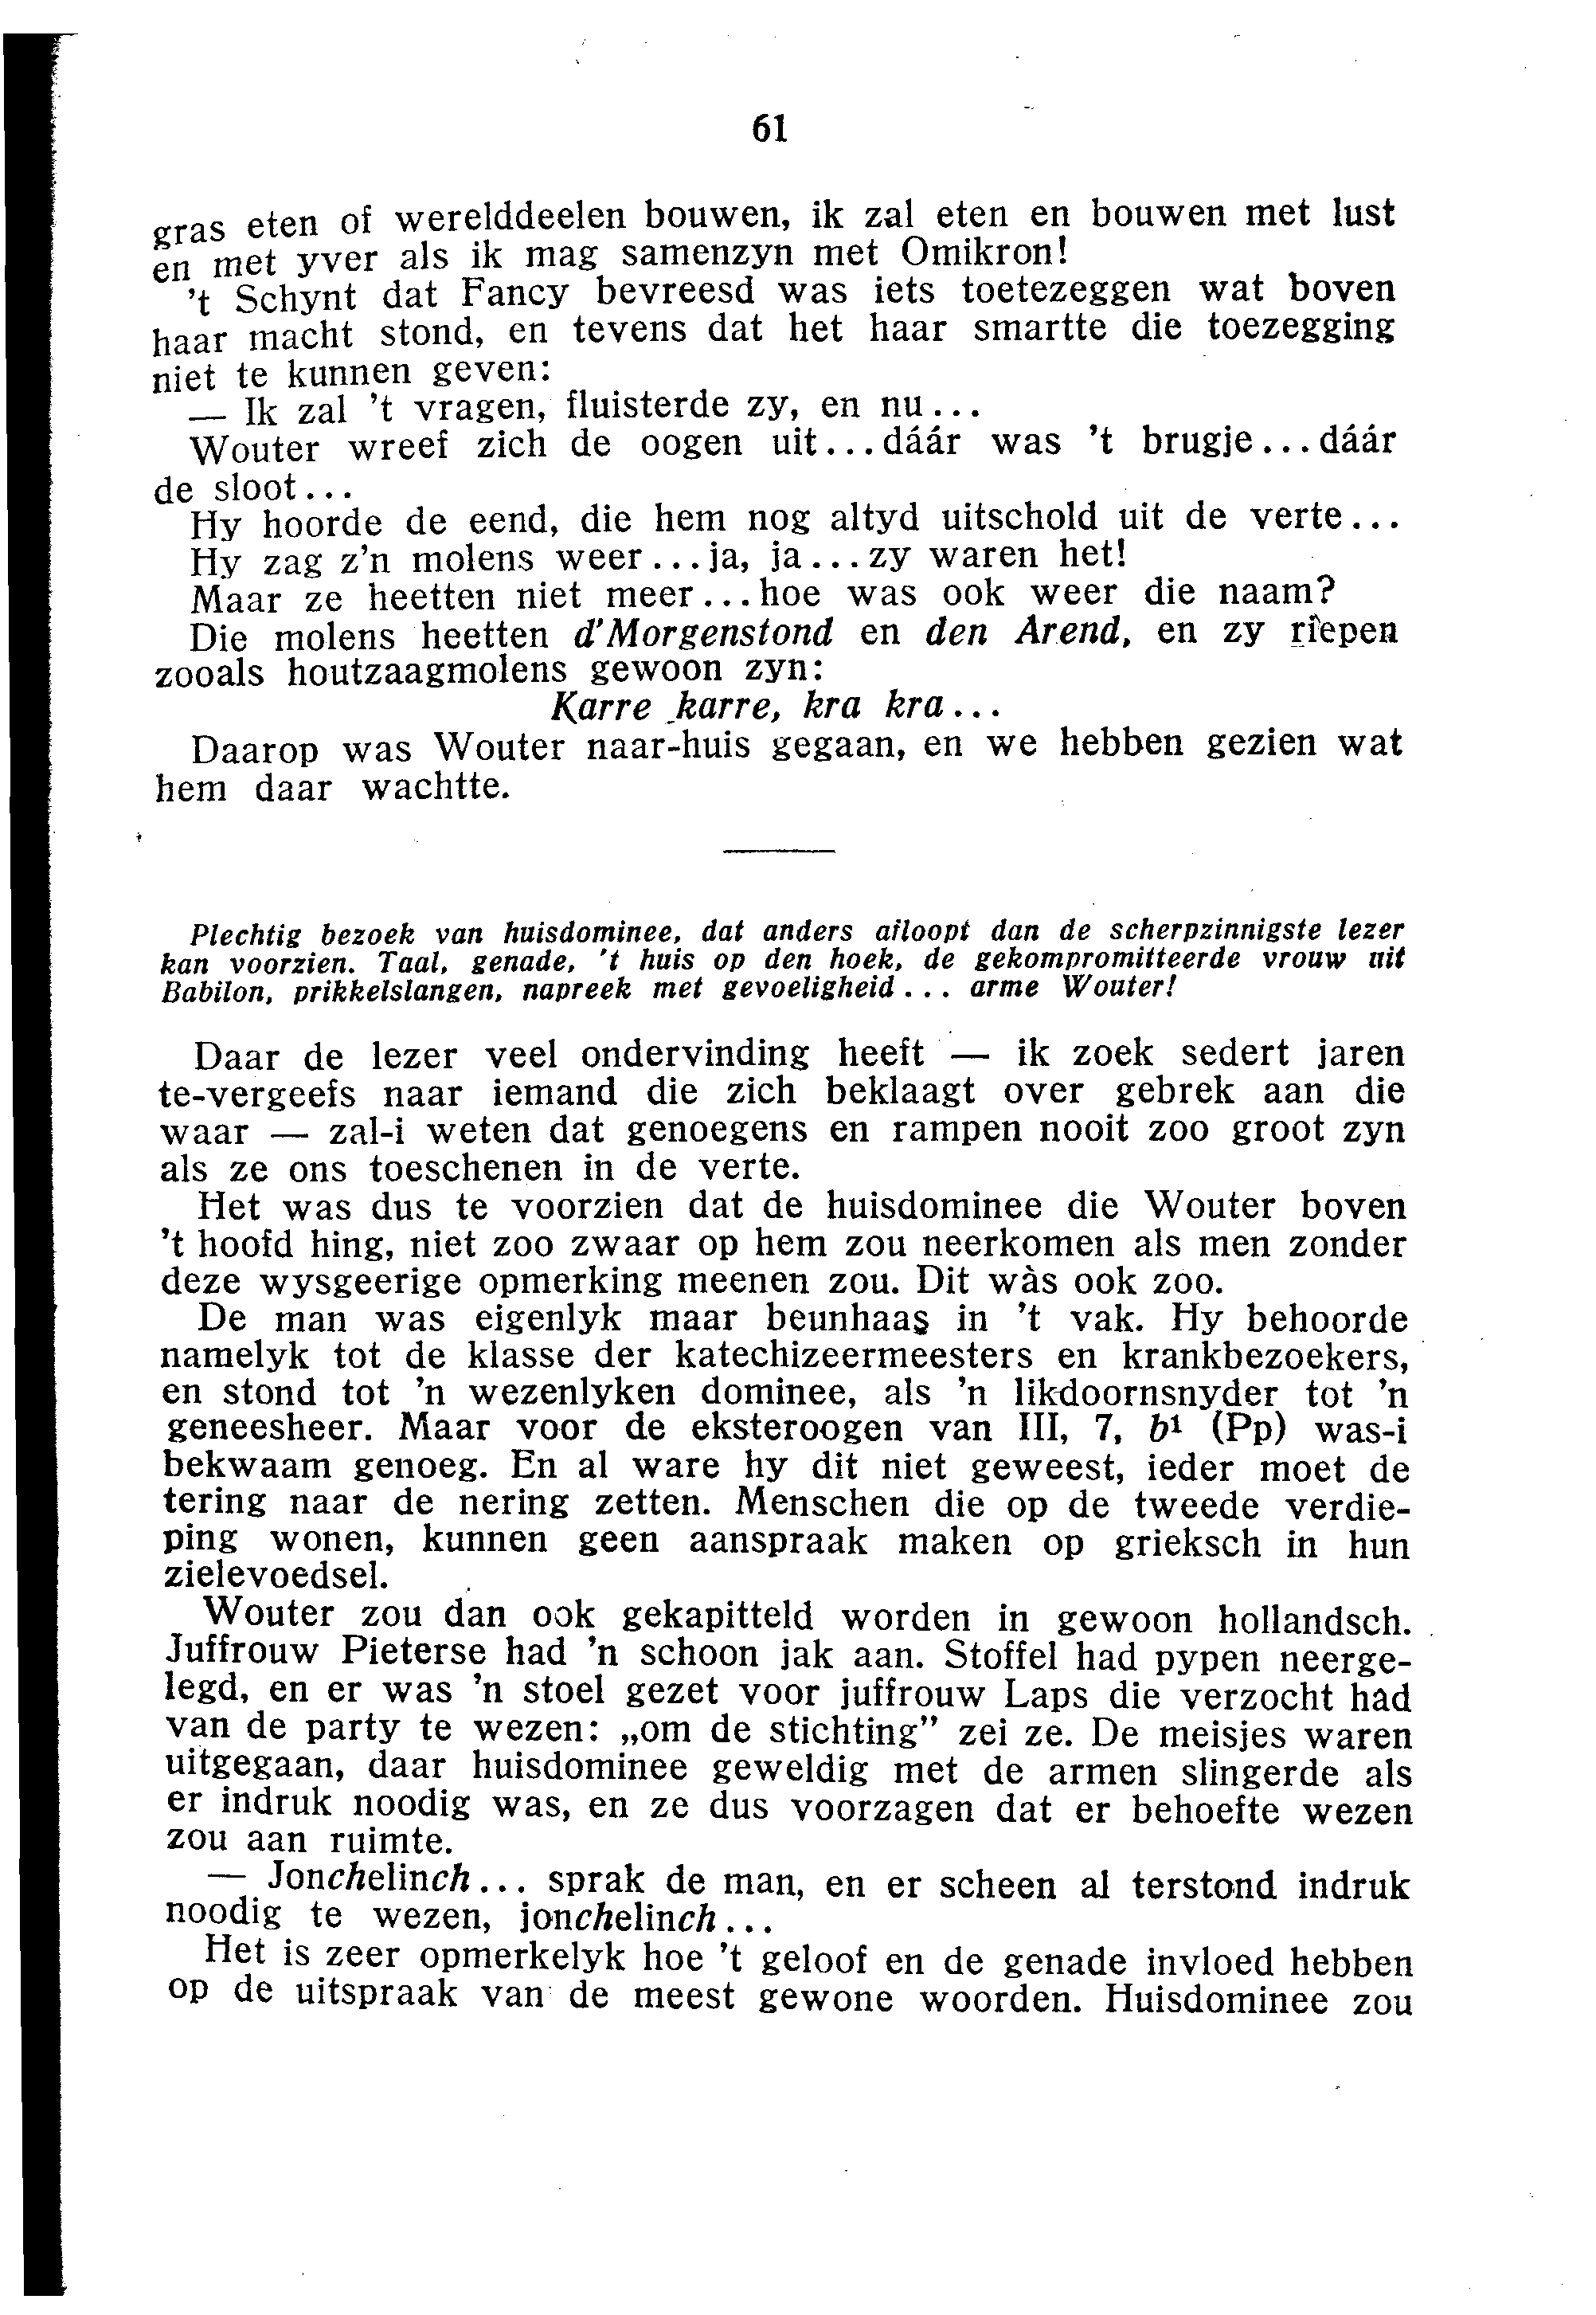 61
gras eten of werelddeelen bouwen, ik zal eten en bouwen met lust
en met yver als ik mag samenzyn met Omikron!
't Schynt dat Fancy bevreesd was iets toetezeggen wat boven
haar macht stond, en tevens dat het haar smartte die toezegging
niet te kunnen geven:
— Ik zal 't vragen, fluisterde zy, en nu...
Wouter wreef zich de oogen uit...dáár was 't brugje...dáár
de sloot...
Hy hoorde de eend, die hem nog altyd uitschold uit de verte...
Hy zag z'n molens weer...ja, ja...zy waren het!
Maar ze heetten niet meer...hoe was ook weer die naam?
Die molens heetten d'Morgenstond en den Arend, en zy riepen
zooals houtzaagmolens gewoon zyn:
Karre karre, kra kra...
Daarop was Wouter naar-huis gegaan, en we hebben gezien wat
hem daar wachtte.
Plechtig bezoek van huisdominee, dat anders afloopt dan de scherpzinnigste lezer
kan voorzien. Taal, genade, 't huis op den hoek, de gekompromitteerde vrouw uit
Babilon, prikkelslangen, napreek met gevoeligheid... arme Wouter!
Daar de lezer veel ondervinding heeft — ik zoek sedert jaren
te-vergeefs naar iemand die zich beklaagt over gebrek aan die
waar — zal-i weten dat genoegens en rampen nooit zoo groot zyn
als ze ons toeschenen in de verte.
Het was dus te voorzien dat de huisdominee die Wouter boven
't hoofd hing, niet zoo zwaar op hem zou neerkomen als men zonder
deze wysgeerige opmerking meenen zou. Dit wàs ook zoo.
De man was eigenlyk maar beunhaas in 't vak. Hy behoorde
namelyk tot de klasse der katechizeermeesters en krankbezoekers,
en stond tot 'n wezenlyken dominee, als 'n likdoornsnyder tot 'n
geneesheer. Maar voor de eksteroogen van III, 7, b¹ (Pp) was-i
bekwaam genoeg. En al ware hy dit niet geweest, ieder moet de
tering naar de nering zetten. Menschen die op de tweede verdie-
ping wonen, kunnen geen aanspraak maken op grieksch in hun
zielevoedsel.
Wouter zou dan ook gekapitteld worden in gewoon hollandsch.
Juffrouw Pieterse had 'n schoon jak aan. Stoffel had pypen neerge-
legd, en er was 'n stoel gezet voor juffrouw Laps die verzocht had
van de party te wezen: „om de stichting” zei ze. De meisjes waren
uitgegaan, daar huisdominee geweldig met de armen slingerde als
er indruk noodig was, en ze dus voorzagen dat er behoefte wezen
zou aan ruimte.
— Jonchelinch... sprak de man, en er scheen al terstond indruk
noodig te wezen, jonchelinch...
Het is zeer opmerkelyk hoe 't geloof en de genade invloed hebben
op de uitspraak van de meest gewone woorden. Huisdominee zou